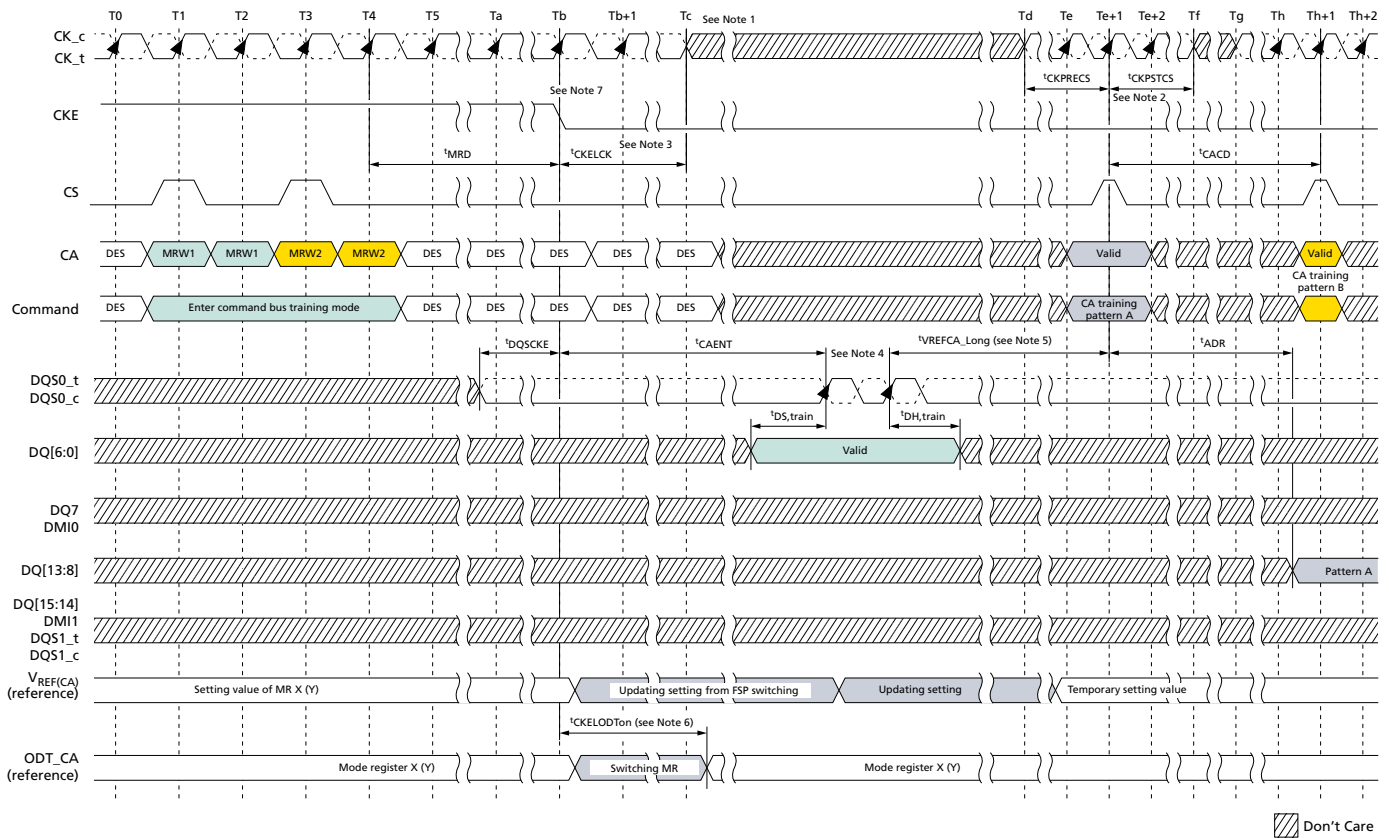 T0 T1 T2 T3 T4 T5 Ta Tb Tb+1 Tc See Note 1 Td Te Te+1 Te+2 Tf Tg Th Th+1 Th+2
CK_c
CK_t
tCKPRECS tCKPSTCS
See Note 7 See Note 2
CKE
See Note 3
tMRD tCKELCK tCACD
CS
CA DES MRW1 MRW1 MRW2 MRW2 DES DES DES DES DES Valid Valid
CA training
pattern B
Command DES Enter command bus training mode DES DES DES DES DES CA training
pattern A
tDQSCKE tCAENT See Note 4 tVREFCA_Long (see Note 5) tADR
DQS0_t
DQS0_c
tDS,train tDH,train
DQ[6:0] Valid
DQ7
DMI0
DQ[13:8] Pattern A
DQ[15:14]
DMI1
DQS1_t
DQS1_c
VREF(CA)
(reference) Setting value of MR X (Y) Updating setting from FSP switching Updating setting Temporary setting value
tCKELODTon (see Note 6)
ODT_CA
(reference) Mode register X (Y) Switching MR Mode register X (Y)
Don't Care